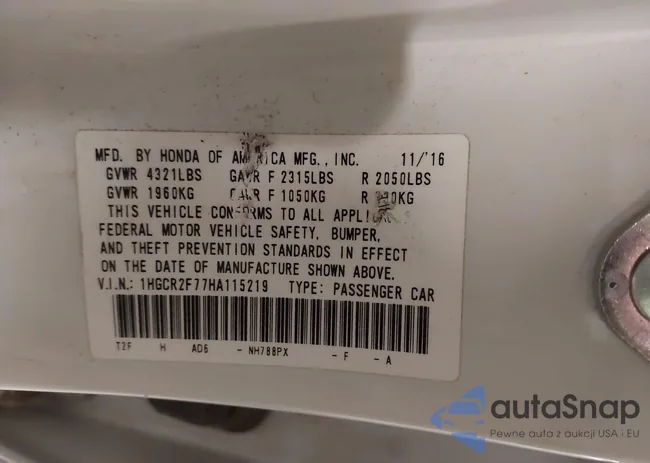 MFD. BY HONDA OF AMERICA MFG., INC. 11/'16
GVWR 4321LBS GAWR F 2315LBS R 2050LBS
GVWR 1960KG GAWR F 1050KG R
THIS VEHICLE CONFORMS TO ALL
FEDERAL MOTOR VEHICLE SAFETY, BUMPER,
AND THEFT PREVENTION STANDARDS IN EFFECT
ON THE DATE OF MANUFACTURE SHOWN ABOVE.
V.I.N.: 1HGCR2F77HA115219 TYPE: PASSENGER CAR
T2F H AD6 - NH788PX - F - A
autaSnap
Pewne auta z aukcji USA i EU